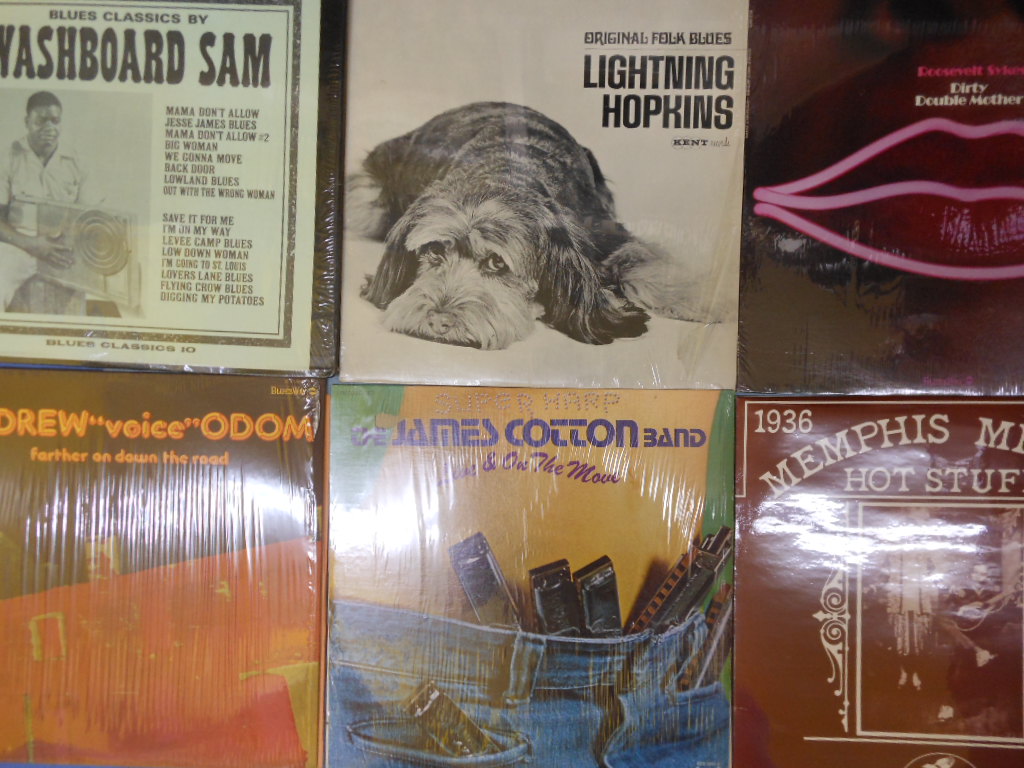 BLUES CLASSICS BY
WASHBOARD SAM
MAMA DON'T ALLOW
JESSE JAMES BLUES
MAMA DON'T ALLOW #2
BIG WOMAN
WE GONNA MOVE
BACK DOOR
LOWLAND BLUES
OUT WITH THE WRONG WOMAN
SAVE IT FOR ME
I'M ON MY WAY
LEVEE CAMP BLUES
LOW DOWN WOMAN
I'M GOING TO ST. LOUIS
LOVERS LANE BLUES
FLYING CROW BLUES
DIGGING MY POTATOES
BLUES CLASSICS 10
ORIGINAL FOLK BLUES
LIGHTNING
HOPKINS
KENT
Roosevelt Sykes
Dirty
Double Mother
BluesWay
DREW "voice" ODOM
farther on down the road
SUPER HARP
THE JAMES COTTON BAND
Live & On The Move
1936
MEMPHIS MI
HOT STUFF